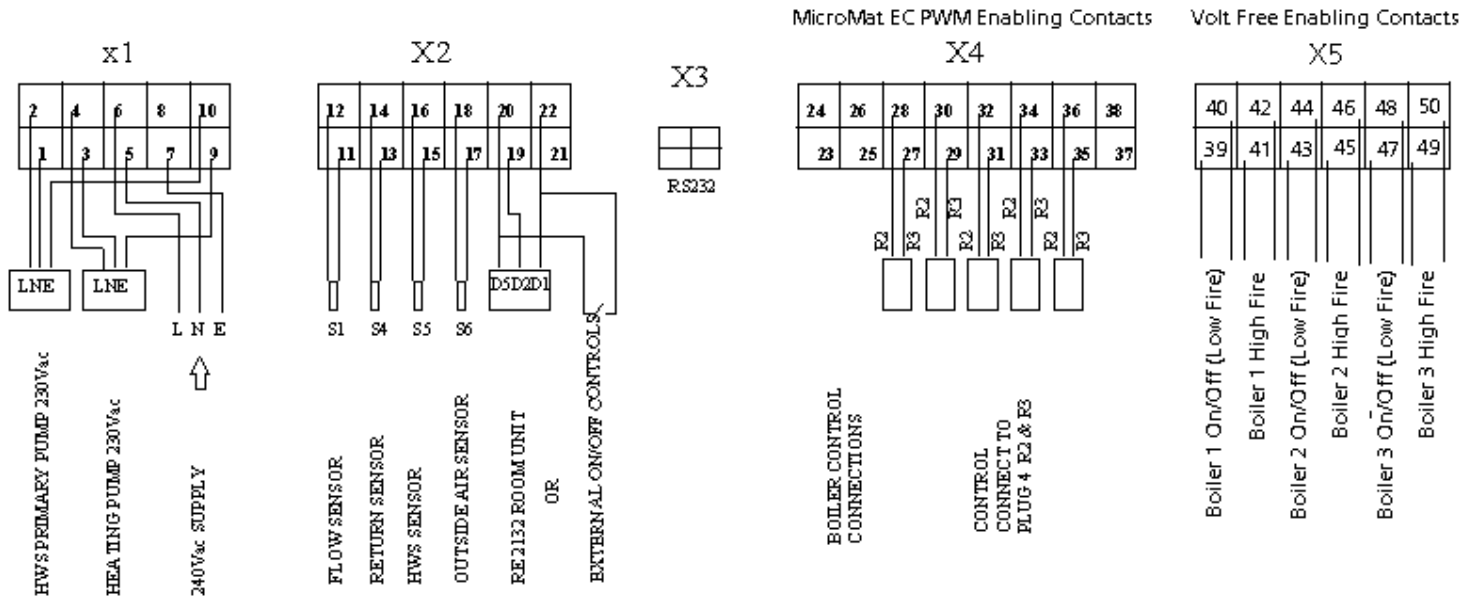 MicroMat EC PWM Enabling Contacts
Volt Free Enabling Contacts
x1
X2
X3
X4
X5
2 4 6 8 10
1 3 5 7 9
12 14 16 18 20 22
11 13 15 17 19 21
RS232
24 26 28 30 32 34 36 38
23 25 27 29 31 33 35 37
40 42 44 46 48 50
39 41 43 45 47 49
R2 R3 R2 R3
R2 R3 R2 R3 R2 R3
LNE
LNE
D5D2D1
L N E
S1
S4
S5
S6
HWS PRIMARY PUMP 230Vac
HEATING PUMP 230Vac
240Vac SUPPLY
FLOW SENSOR
RETURN SENSOR
HWS SENSOR
OUTSIDE AIR SENSOR
RE2132 ROOM UNIT
OR
EXTERNAL ON/OFF CONTROLS
BOILER CONTROL
CONNECTIONS
CONTROL
CONNECT TO
PLUG 4 R2 & R3
Boiler 1 On/Off (Low Fire)
Boiler 1 High Fire
Boiler 2 On/Off (Low Fire)
Boiler 2 High Fire
Boiler 3 On/Off (Low Fire)
Boiler 3 High Fire